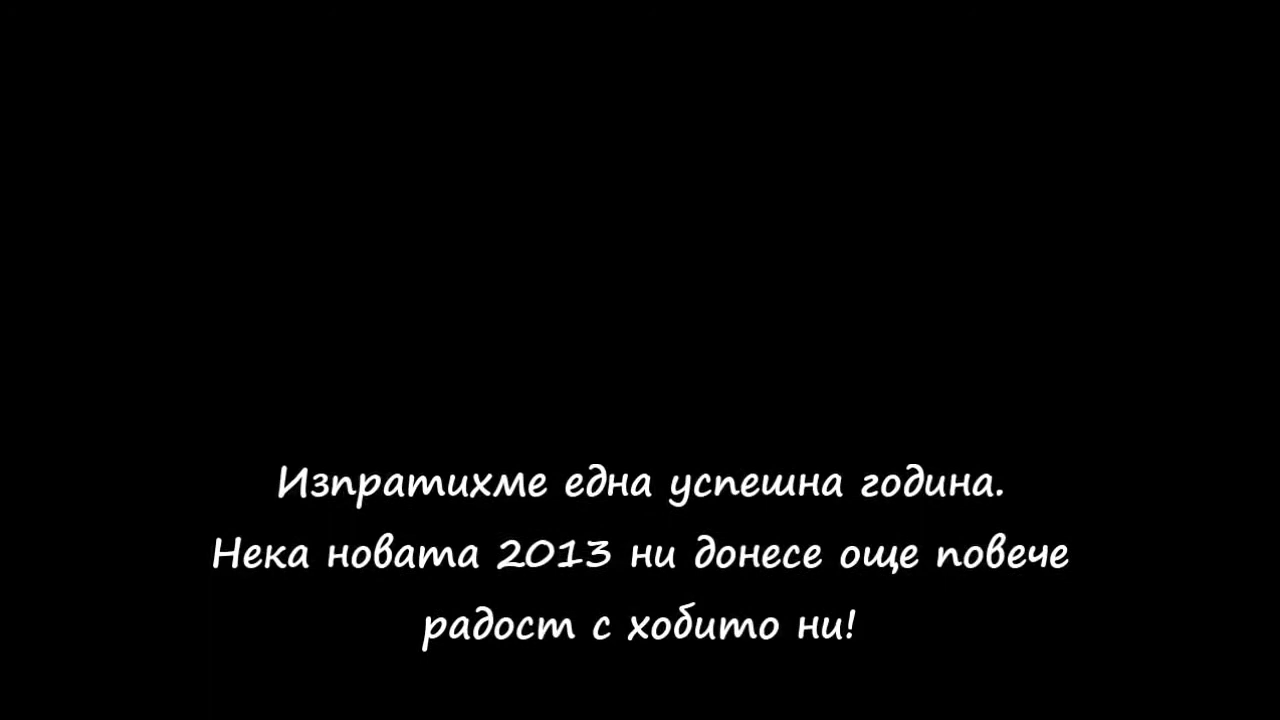 Изпратихме една успешна година.
Нека новата 2013 ни донесе още повече
радост с хобито ни!